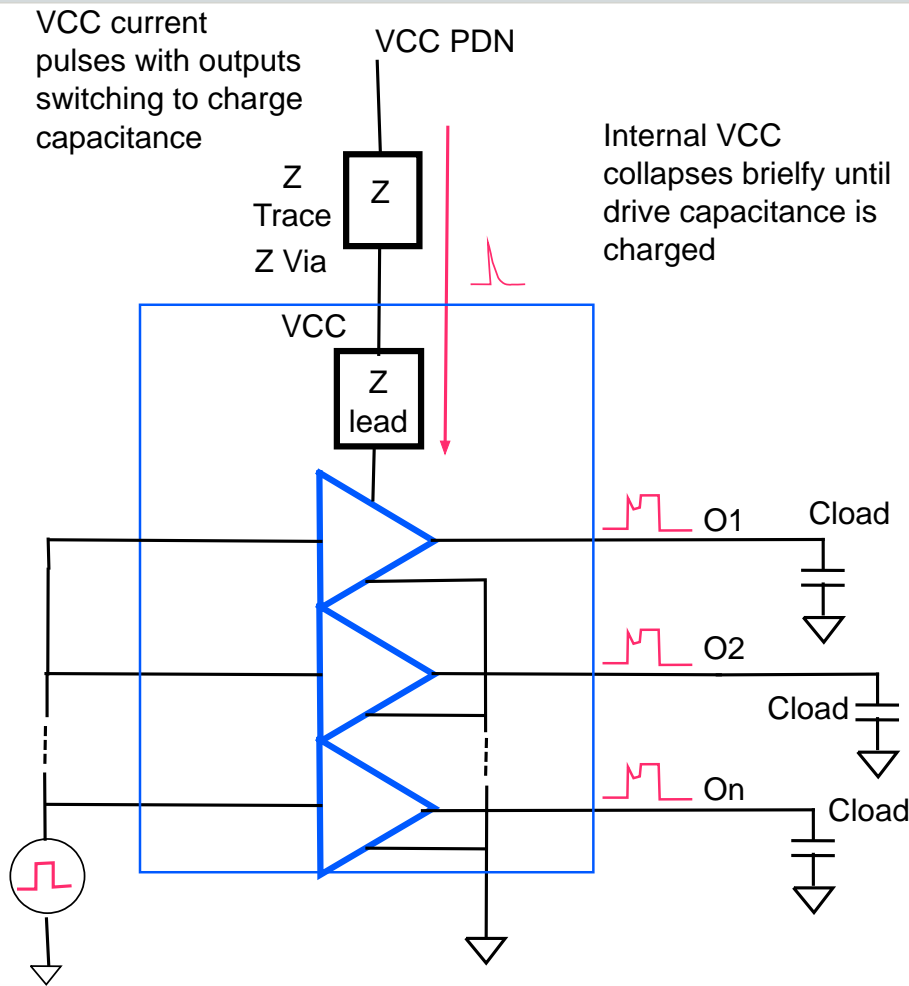 VCC current
pulses with outputs
switching to charge
capacitance
VCC PDN
Internal VCC
collapses brielfy until
drive capacitance is
charged
Z
Trace
Z Via
Z
VCC
Z
lead
O1
Cload
O2
Cload
On
Cload